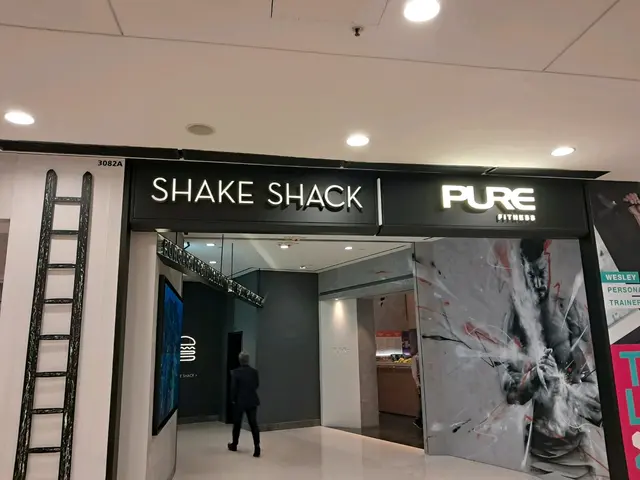 3082A
SHAKE SHACK
PURE
FITNESS
WESLEY
PERSONA
TRAINER